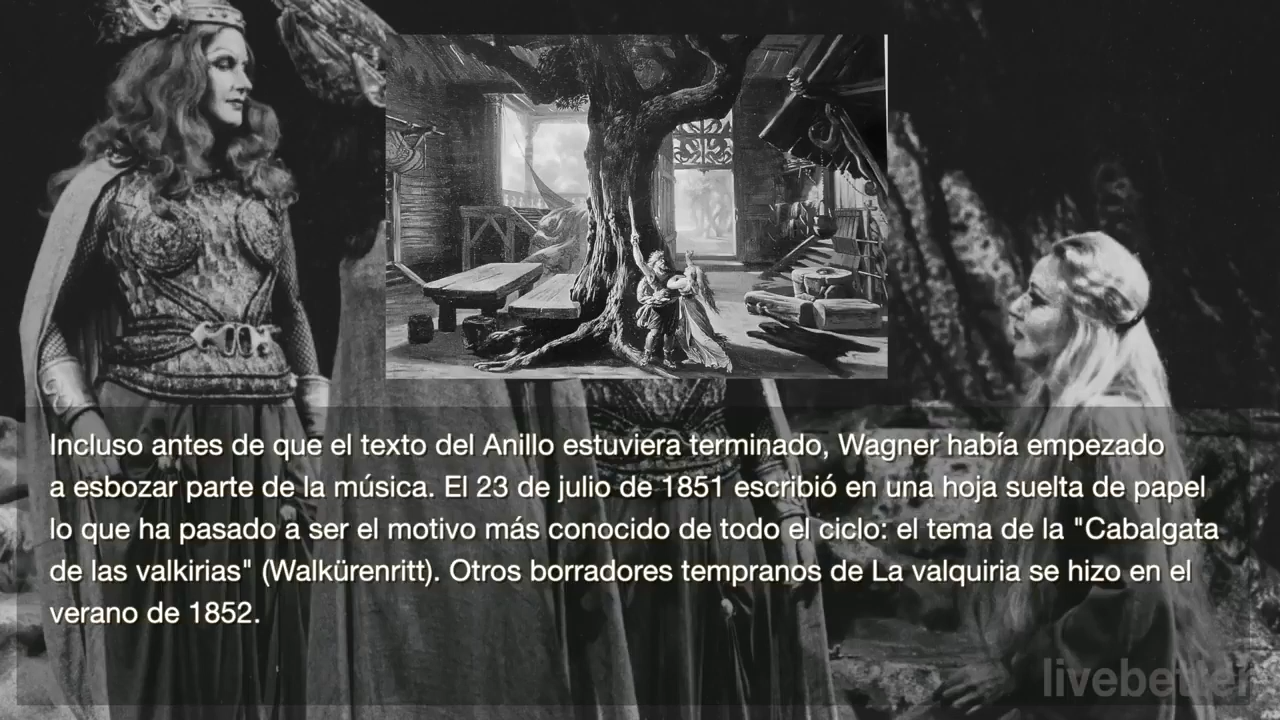 Incluso antes de que el texto del Anillo estuviera terminado, Wagner había empezado
a esbozar parte de la música. El 23 de julio de 1851 escribió en una hoja suelta de papel
lo que ha pasado a ser el motivo más conocido de todo el ciclo: el tema de la "Cabalgata
de las valkirias" (Walkürenritt). Otros borradores tempranos de La valquiria se hizo en el
verano de 1852.
livebetter